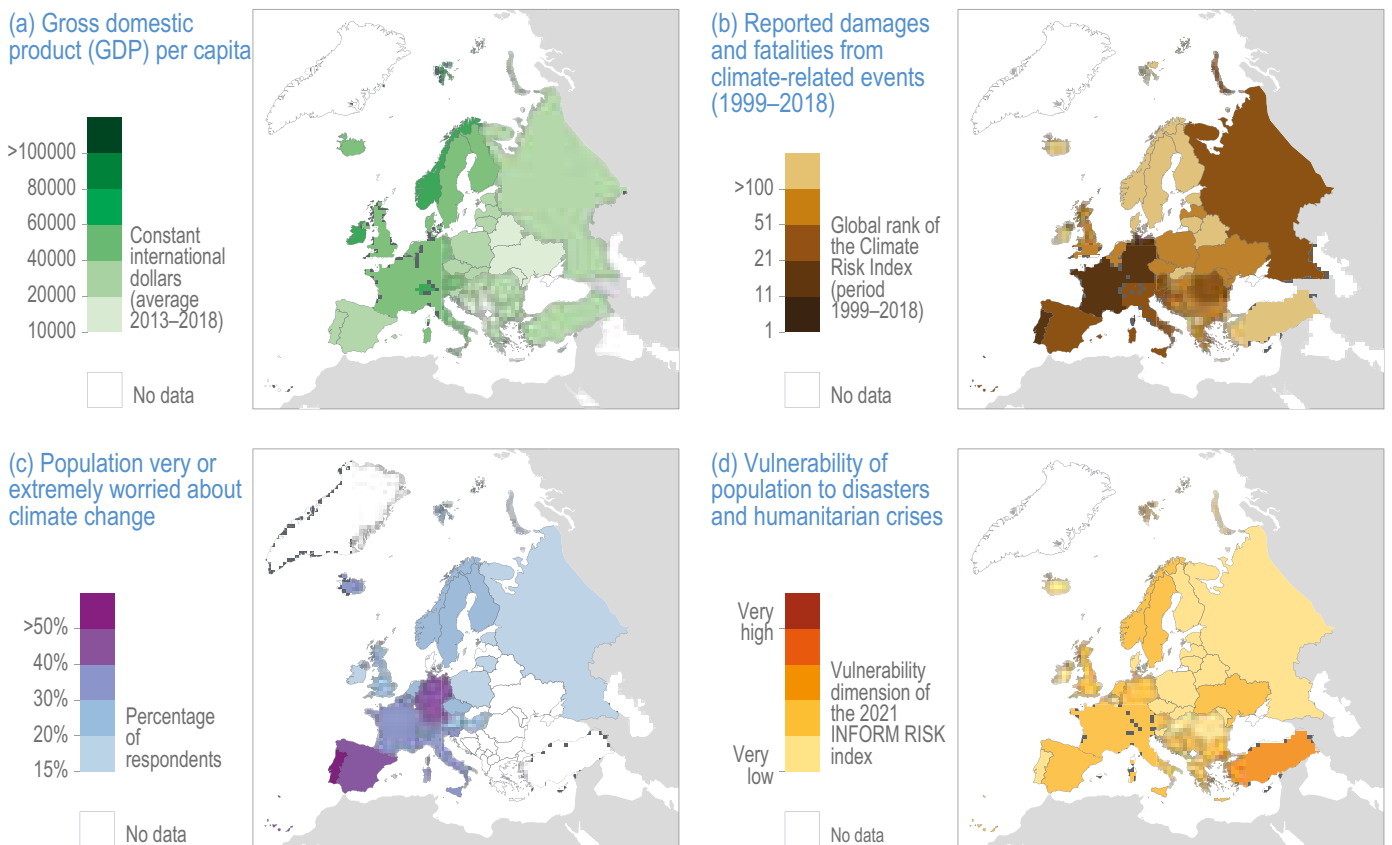 (a) Gross domestic
product (GDP) per capita
>100000
80000
60000
40000
20000
10000
Constant
international
dollars
(average
2013–2018)
No data
(b) Reported damages
and fatalities from
climate-related events
(1999–2018)
>100
51
21
11
1
Global rank of
the Climate
Risk Index
(period
1999–2018)
No data
(c) Population very or
extremely worried about
climate change
>50%
40%
30%
20%
15%
Percentage
of
respondents
No data
(d) Vulnerability of
population to disasters
and humanitarian crises
Very
high
Very
low
Vulnerability
dimension of
the 2021
INFORM RISK
index
No data